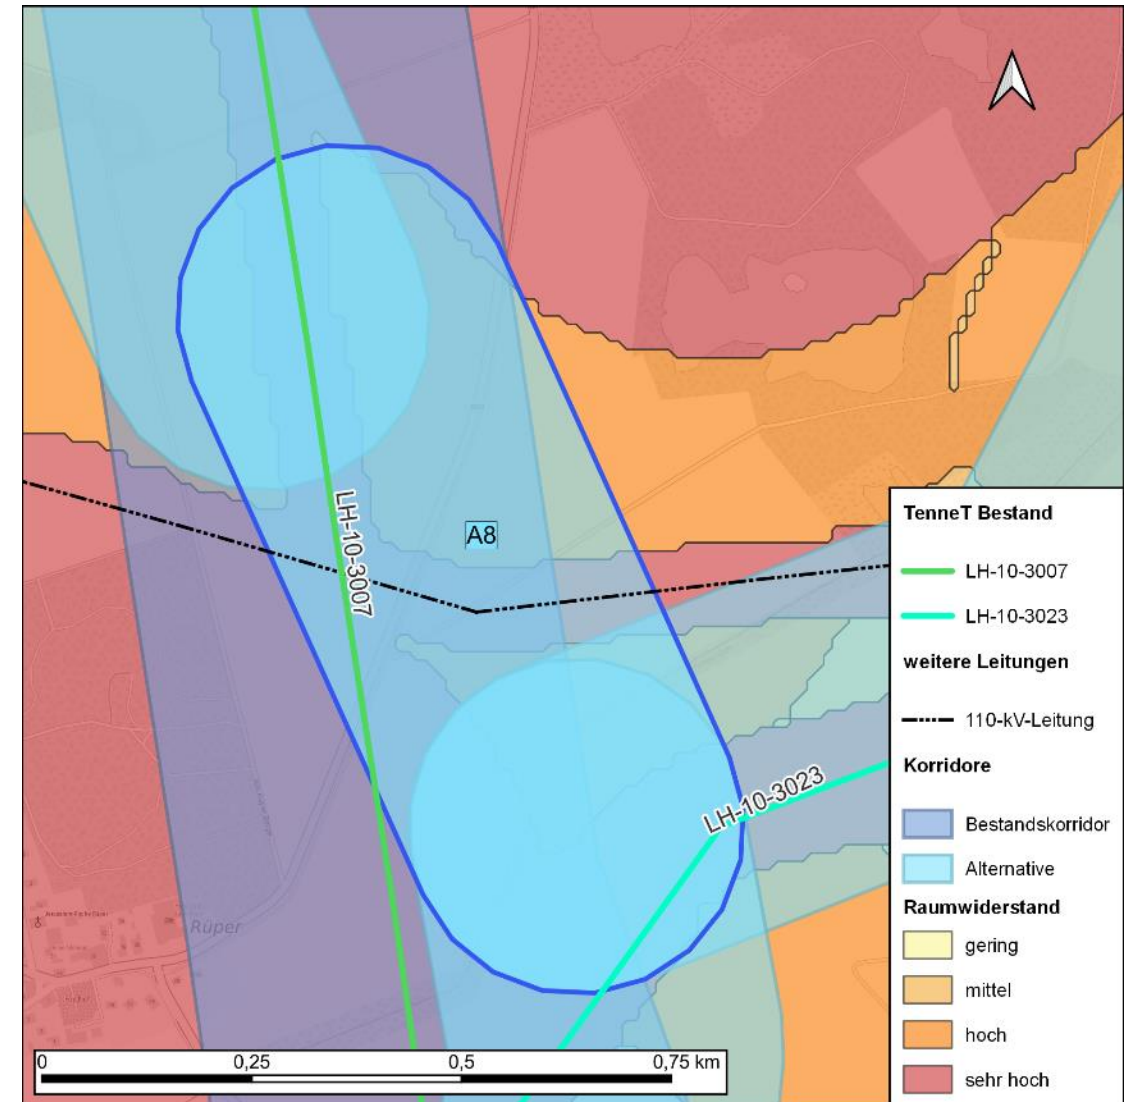 LH-10-3007
A8
LH-10-3023
Rüper
0
0,25
0,5
0,75 km
TenneT Bestand
LH-10-3007
LH-10-3023
weitere Leitungen
110-kV-Leitung
Korridore
Bestandskorridor
Alternative
Raumwiderstand
gering
mittel
hoch
sehr hoch